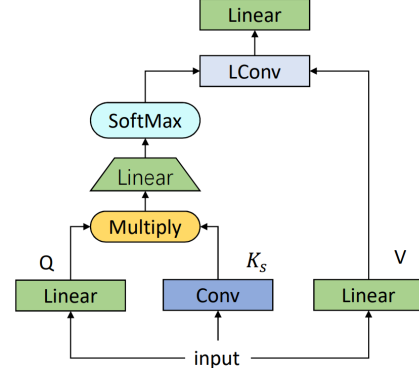 Linear
LConv
SoftMax
Linear
Multiply
Q
K_s
V
Linear
Conv
Linear
input